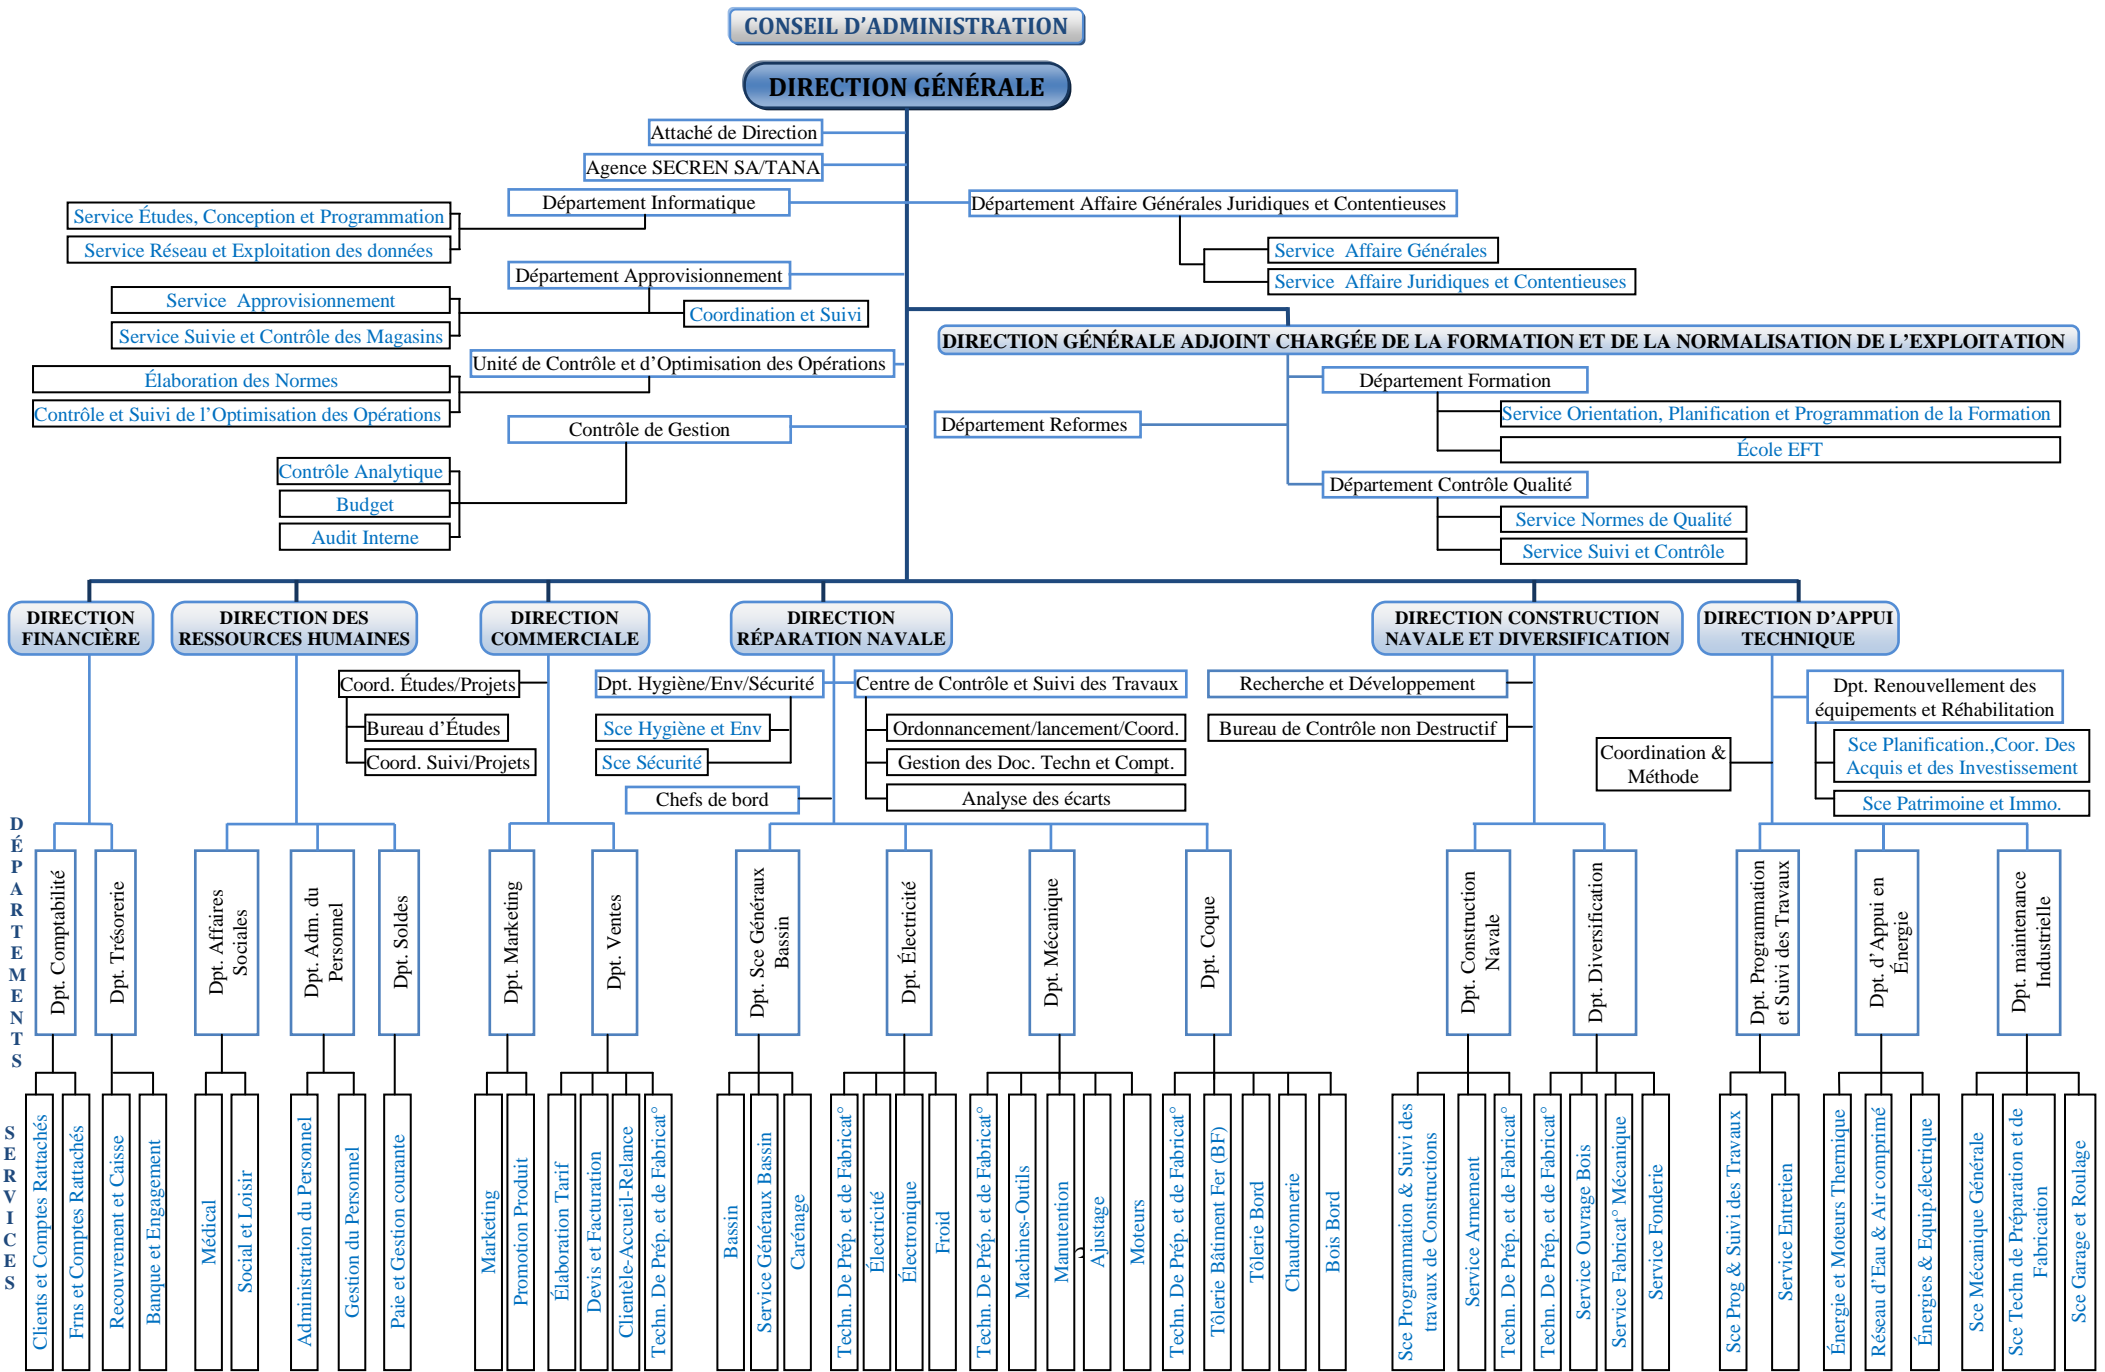 CONSEIL D’ADMINISTRATION
DIRECTION GÉNÉRALE
Attaché de Direction
Agence SECREN SA/TANA
Département Informatique
Département Affaire Générales Juridiques et Contentieuses
Service Études, Conception et Programmation
Service Réseau et Exploitation des données
Service Affaire Générales
Service Affaire Juridiques et Contentieuses
Département Approvisionnement
Service Approvisionnement
Coordination et Suivi
Service Suivie et Contrôle des Magasins
DIRECTION GÉNÉRALE ADJOINT CHARGÉE DE LA FORMATION ET DE LA NORMALISATION DE L’EXPLOITATION
Unité de Contrôle et d’Optimisation des Opérations
Élaboration des Normes
Contrôle et Suivi de l’Optimisation des Opérations
Département Formation
Service Orientation, Planification et Programmation de la Formation
École EFT
Contrôle de Gestion
Département Reformes
Contrôle Analytique
Budget
Audit Interne
Département Contrôle Qualité
Service Normes de Qualité
Service Suivi et Contrôle
DIRECTION
FINANCIÈRE
DIRECTION DES
RESSOURCES HUMAINES
DIRECTION
COMMERCIALE
DIRECTION
RÉPARATION NAVALE
DIRECTION CONSTRUCTION
NAVALE ET DIVERSIFICATION
DIRECTION D’APPUI
TECHNIQUE
Coord. Études/Projets
Bureau d’Études
Coord. Suivi/Projets
Dpt. Hygiène/Env/Sécurité
Sce Hygiène et Env
Sce Sécurité
Chefs de bord
Centre de Contrôle et Suivi des Travaux
Ordonnancement/lancement/Coord.
Gestion des Doc. Techn et Compt.
Analyse des écarts
Recherche et Développement
Bureau de Contrôle non Destructif
Coordination &
Méthode
Dpt. Renouvellement des
équipements et Réhabilitation
Sce Planification.,Coor. Des
Acquis et des Investissement
Sce Patrimoine et Immo.
DÉPARTEMENTS
Dpt. Comptabilité
Dpt. Trésorerie
Dpt. Affaires
Sociales
Dpt. Adm. du
Personnel
Dpt. Soldes
Dpt. Marketing
Dpt. Ventes
Dpt. Sce Généraux
Bassin
Dpt. Électricité
Dpt. Mécanique
Dpt. Coque
Dpt. Construction
Navale
Dpt. Diversification
Dpt. Programmation
et Suivi des Travaux
Dpt. d’Appui en
Énergie
Dpt. maintenance
Industrielle
SERVICES
Clients et Comptes Rattachés
Frns et Comptes Rattachés
Recouvrement et Caisse
Banque et Engagement
Médical
Social et Loisir
Administration du Personnel
Gestion du Personnel
Paie et Gestion courante
Marketing
Promotion Produit
Élaboration Tarif
Devis et Facturation
Clientèle-Accueil-Relance
Techn. De Prép. et de Fabricat°
Bassin
Service Généraux Bassin
Carénage
Techn. De Prép. et de Fabricat°
Électricité
Électronique
Froid
Techn. De Prép. et de Fabricat°
Machines-Outils
Manutention
Ajustage
Moteurs
Techn. De Prép. et de Fabricat°
Tôlerie Bâtiment Fer (BF)
Tôlerie Bord
Chaudronnerie
Bois Bord
Sce Programmation & Suivi des
travaux de Constructions
Service Armement
Techn. De Prép. et de Fabricat°
Techn. De Prép. et de Fabricat°
Service Ouvrage Bois
Service Fabricat° Mécanique
Service Fonderie
Sce Prog & Suivi des Travaux
Service Entretien
Énergie et Moteurs Thermique
Réseau d’Eau & Air comprimé
Énergies & Equip.électrique
Sce Mécanique Générale
Sce Techn de Préparation et de
Fabrication
Sce Garage et Roulage